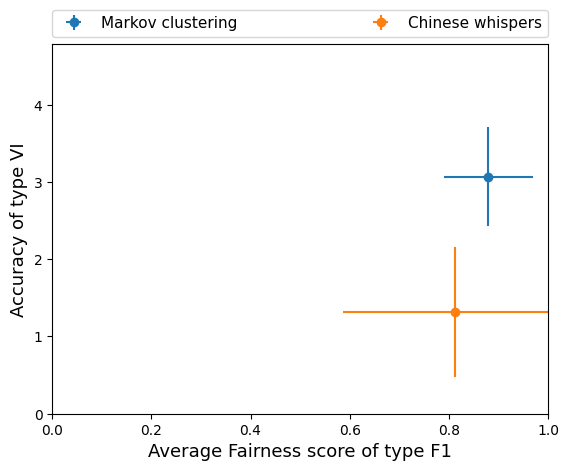 Markov clustering Chinese whispers
Accuracy of type VI
4
3
2
1
0
0.0 0.2 0.4 0.6 0.8 1.0
Average Fairness score of type F1